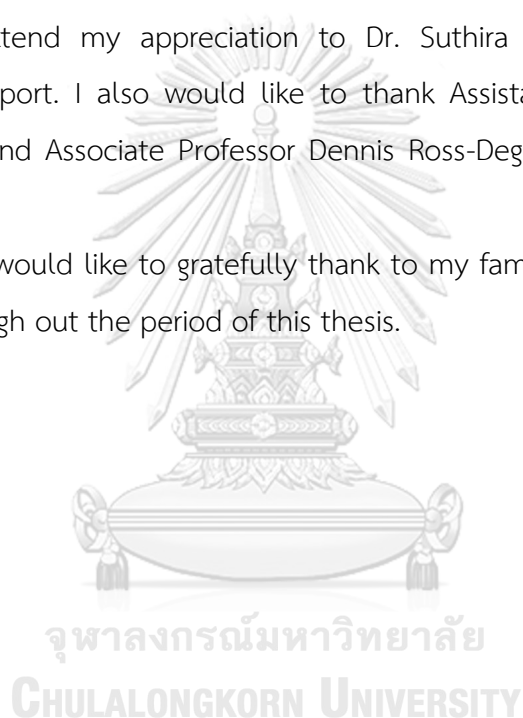 tend my appreciation to Dr. Suthira
port. I also would like to thank Assista
nd Associate Professor Dennis Ross-Deg
would like to gratefully thank to my fam
gh out the period of this thesis.
จุฬาลงกรณ์มหาวิทยาลัย
CHULALONGKORN UNIVERSITY